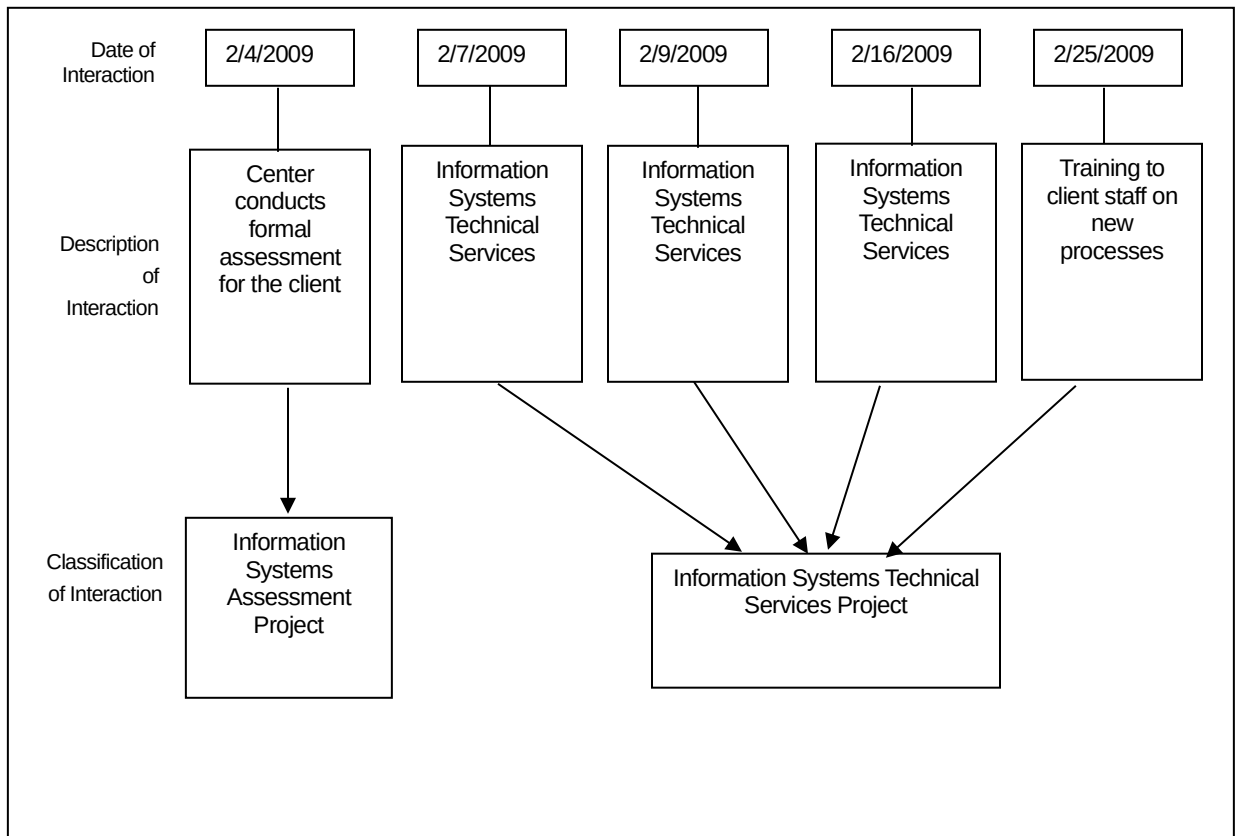 Date of
Interaction
2/4/2009
2/7/2009
2/9/2009
2/16/2009
2/25/2009
Description
of
Interaction
Center
conducts
formal
assessment
for the client
Information
Systems
Technical
Services
Information
Systems
Technical
Services
Information
Systems
Technical
Services
Training to
client staff on
new
processes
Classification
of Interaction
Information
Systems
Assessment
Project
Information Systems Technical
Services Project